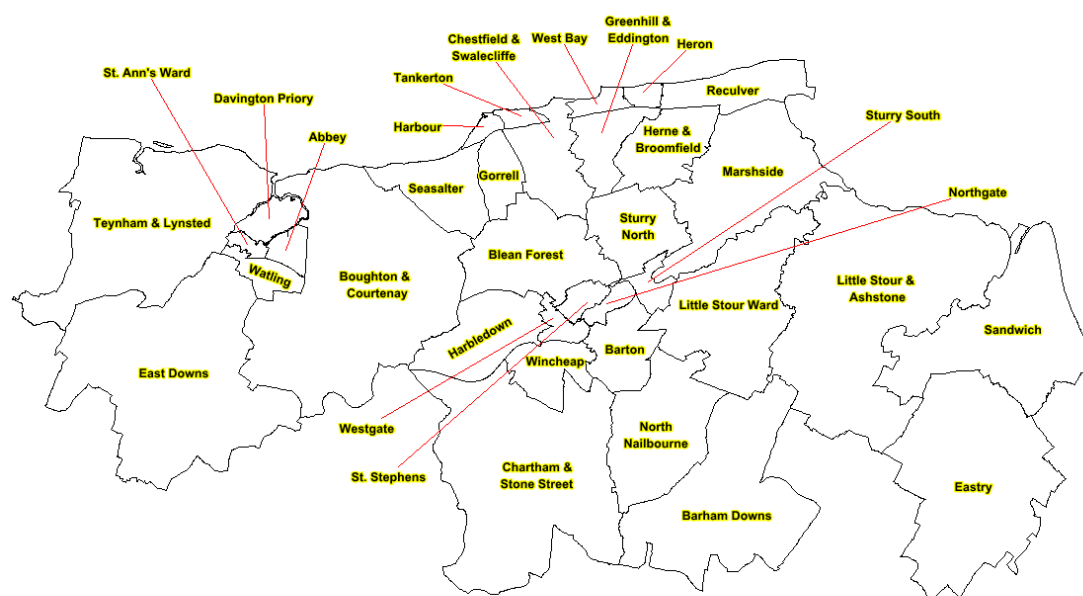 Greenhill &
Eddington
Chestfield &
Swalecliffe
West Bay
Heron
St. Ann's Ward
Tankerton
Reculver
Davington Priory
Harbour
Sturry South
Abbey
Herne &
Broomfield
Marshside
Gorrell
Seasalter
Northgate
Teynham & Lynsted
Sturry
North
Blean Forest
Watling
Boughton &
Courtenay
Little Stour &
Ashstone
Little Stour Ward
Sandwich
Harbledown
Barton
Wincheap
East Downs
Westgate
North
Nailbourne
St. Stephens
Chartham &
Stone Street
Eastry
Barham Downs